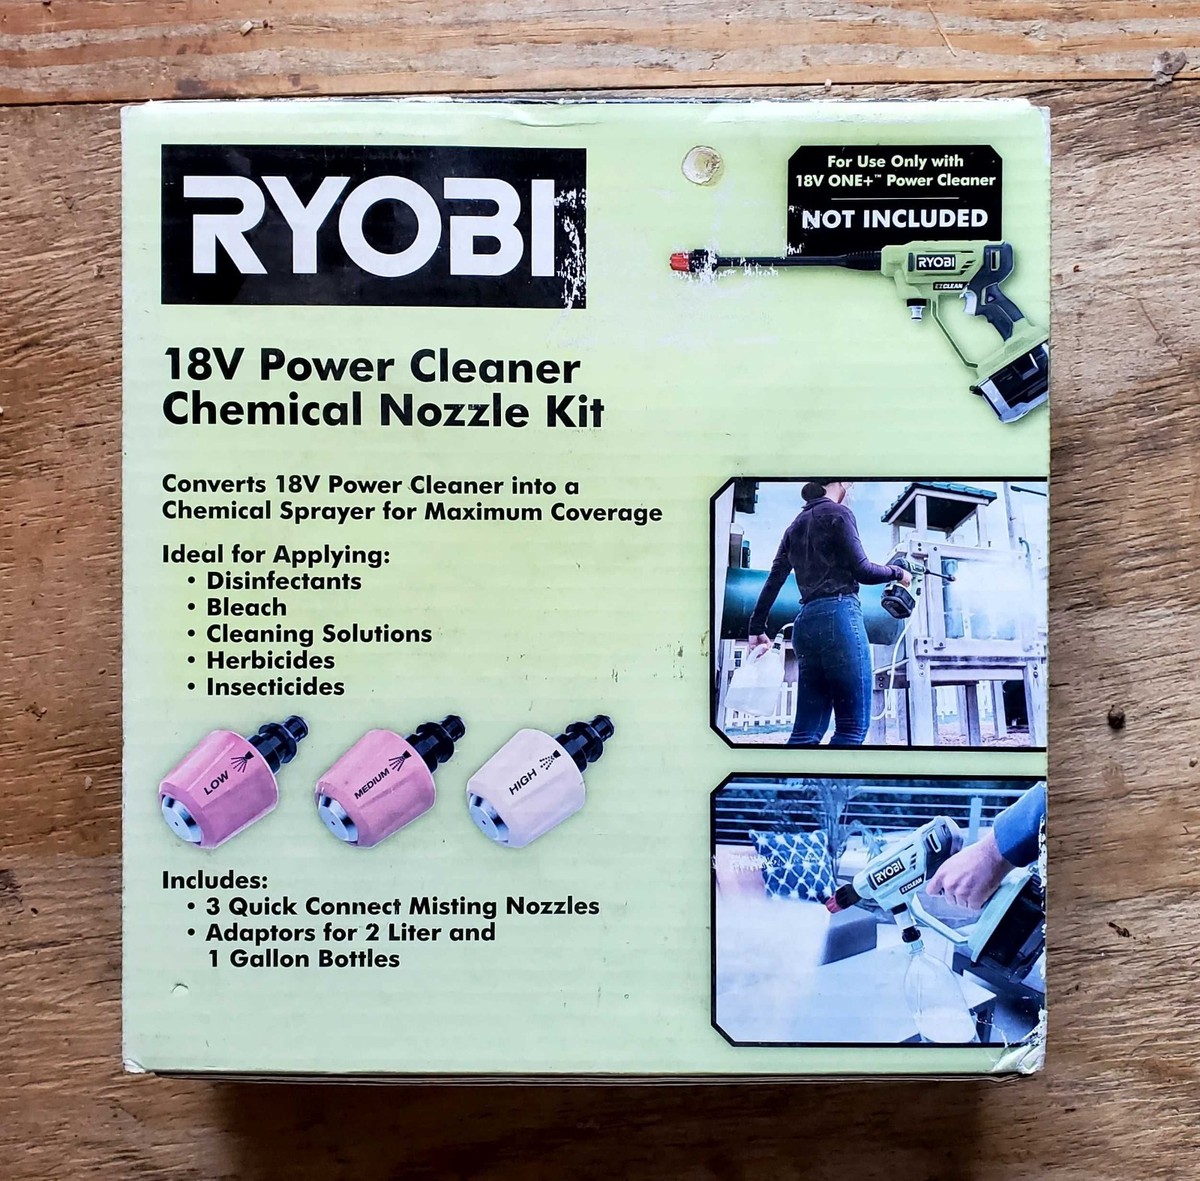 RYOBI
For Use Only with
18V ONE+™ Power Cleaner
NOT INCLUDED
RYOBI
EZCLEAN
18V Power Cleaner
Chemical Nozzle Kit
Converts 18V Power Cleaner into a
Chemical Sprayer for Maximum Coverage
Ideal for Applying:
• Disinfectants
• Bleach
• Cleaning Solutions
• Herbicides
• Insecticides
LOW
MEDIUM
HIGH
RYOBI
EZCLEAN
Includes:
• 3 Quick Connect Misting Nozzles
• Adaptors for 2 Liter and
1 Gallon Bottles